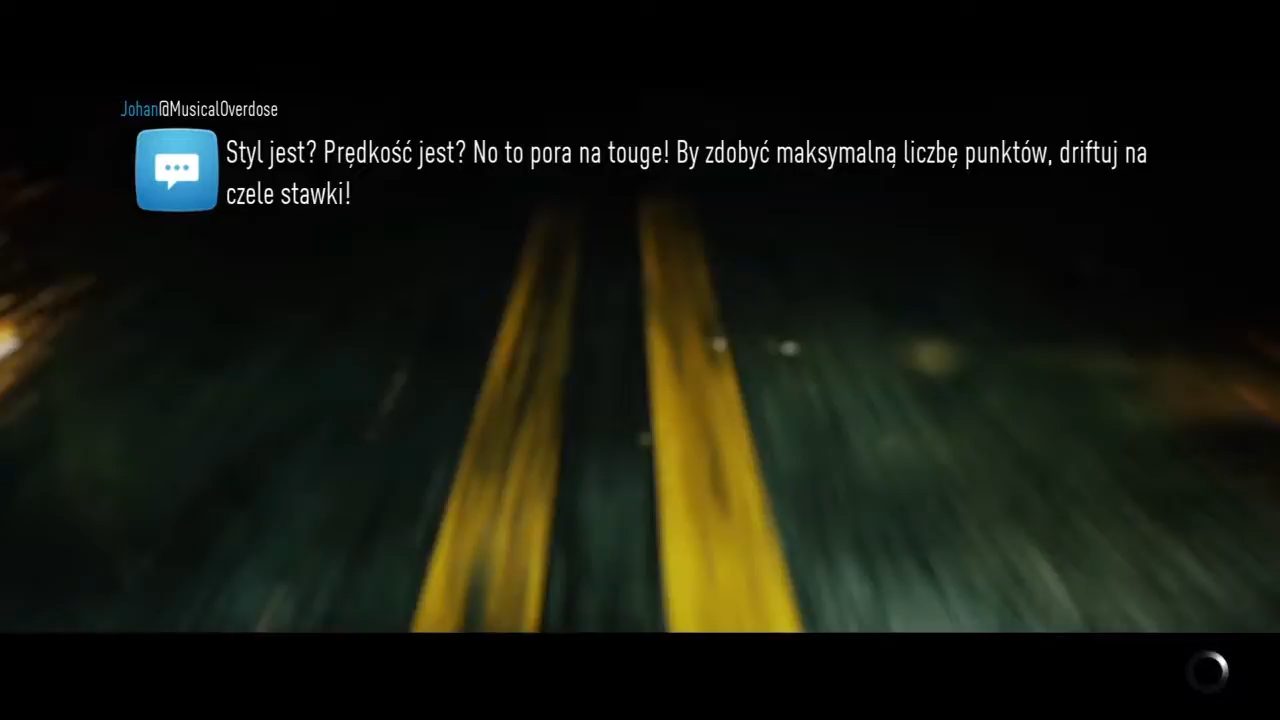 Johan@MusicalOverdose
Styl jest? Prędkość jest? No to pora na touge! By zdobyć maksymalną liczbę punktów, driftuj na
czele stawki!